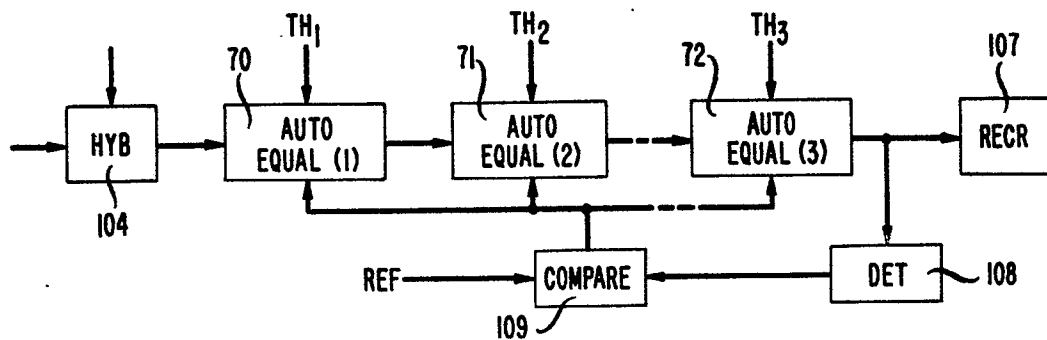 TH1 TH2 TH3
70 71 72 107
HYB AUTO EQUAL (1) AUTO EQUAL (2) AUTO EQUAL (3) RECR
104
REF COMPARE DET 108
109